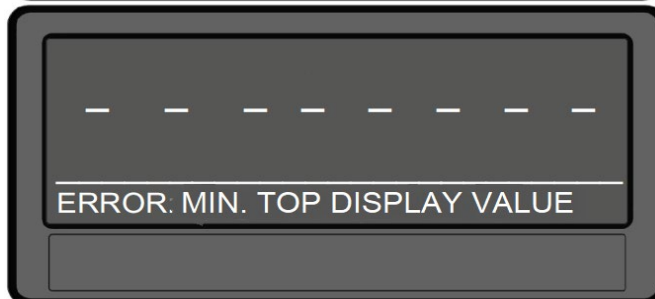 – – – – – – – –
ERROR: MIN. TOP DISPLAY VALUE